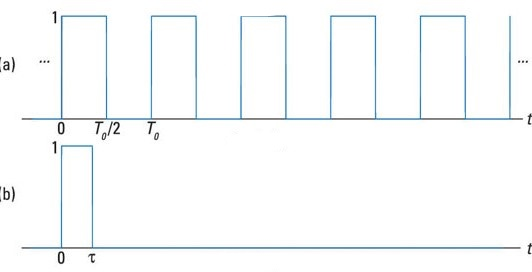 1
(a) ... ...
0 T₀/2 T₀ t
1
(b)
0 τ t